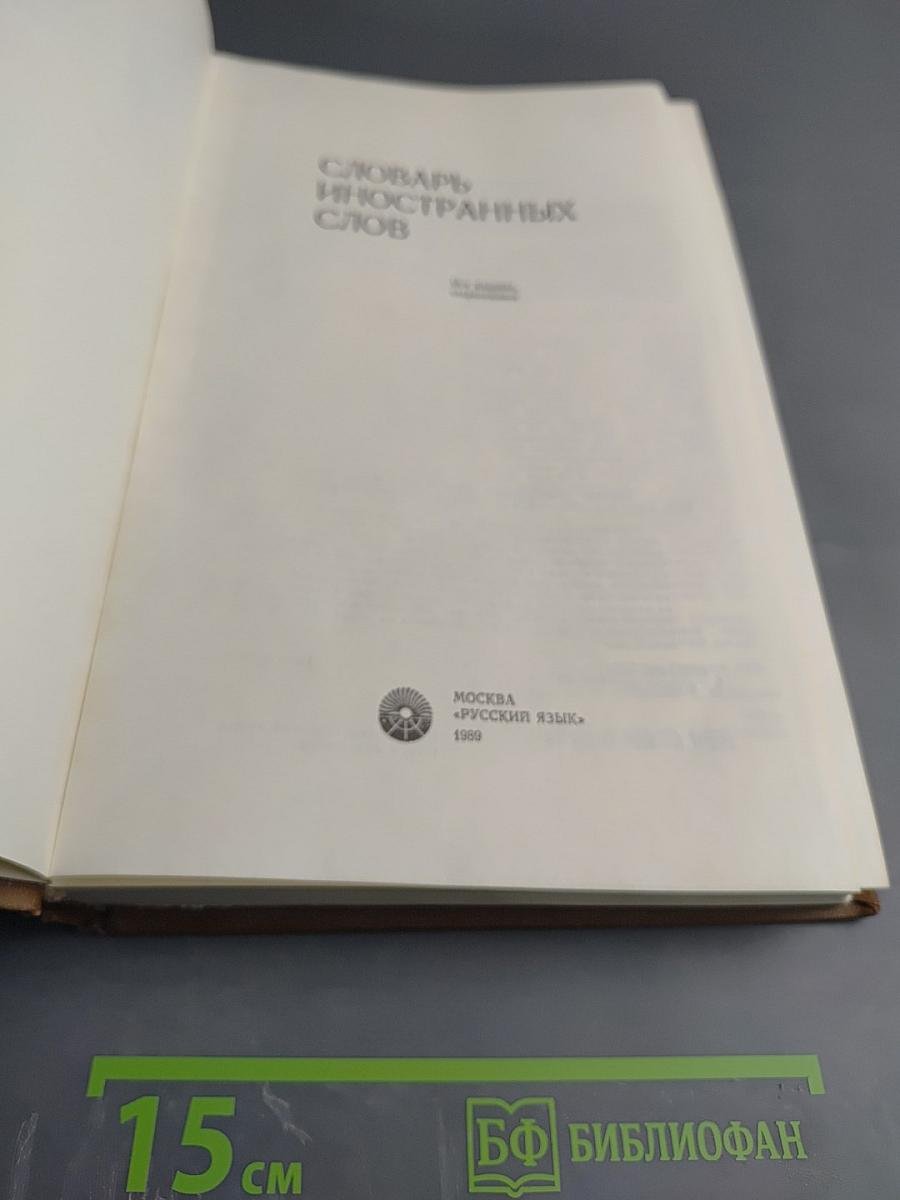 СЛОВАРЬ
ИНОСТРАННЫХ
СЛОВ
МОСКВА
«РУССКИЙ ЯЗЫК»
1989
15 см
БФ БИБЛИОФАН